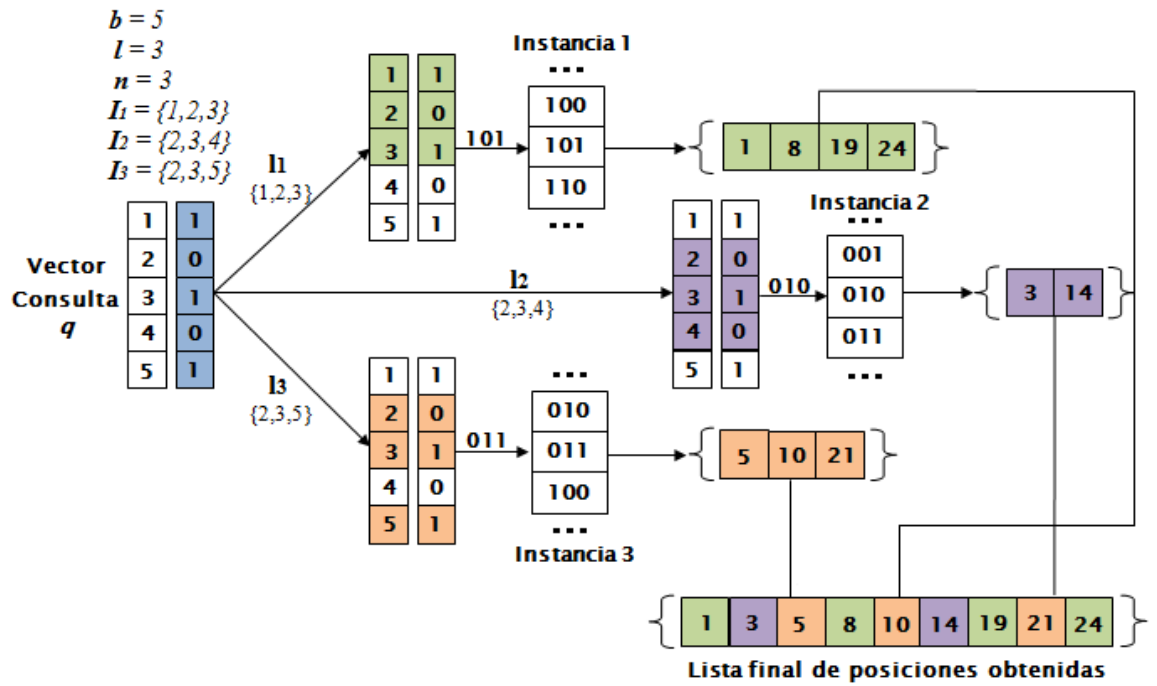 b = 5
l = 3
n = 3
I1 = {1,2,3}
I2 = {2,3,4}
I3 = {2,3,5}
Vector Consulta q
1 1
2 0
3 1
4 0
5 1
l1
{1,2,3}
1 1
2 0
3 1
4 0
5 1
101
Instancia 1
...
100
101
110
...
{ 1 8 19 24 }
l2
{2,3,4}
1 1
2 0
3 1
4 0
5 1
010
Instancia 2
...
001
010
011
...
{ 3 14 }
l3
{2,3,5}
1 1
2 0
3 1
4 0
5 1
011
...
010
011
100
...
Instancia 3
{ 5 10 21 }
{ 1 3 5 8 10 14 19 21 24 }
Lista final de posiciones obtenidas